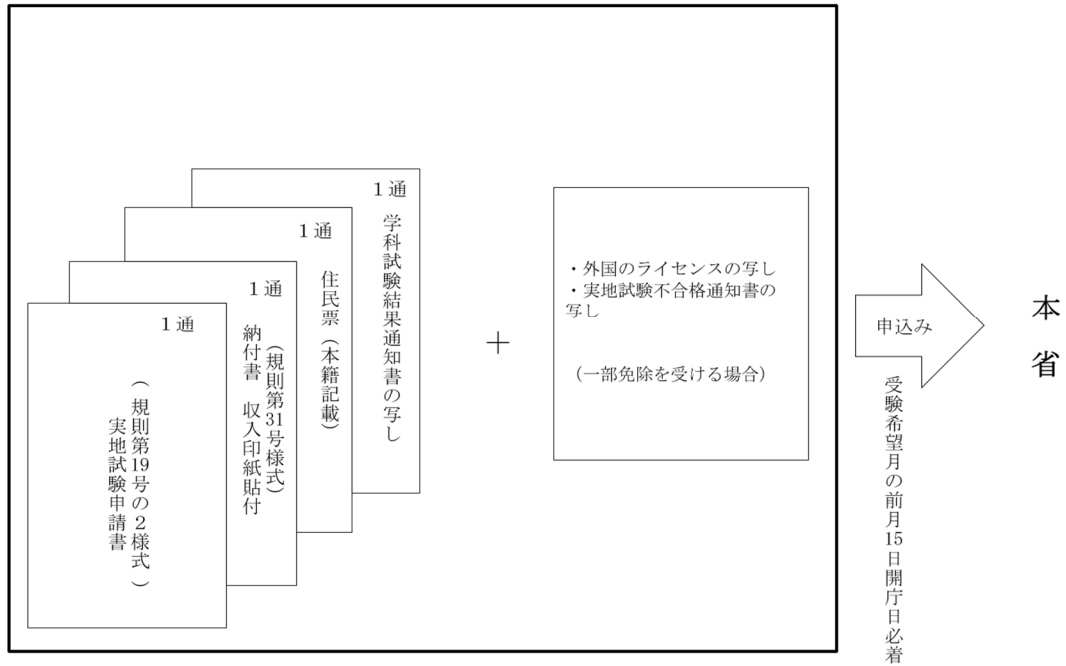 1通
実地試験申請書
(規則第19号の2様式)
1通
納付書 収入印紙貼付
(規則第31号様式)
1通
住民票(本籍記載)
1通
学科試験結果通知書の写し
+
・外国のライセンスの写し
・実地試験不合格通知書の
写し
(一部免除を受ける場合)
申込み
受験希望月の前月15日開庁日必着
本省